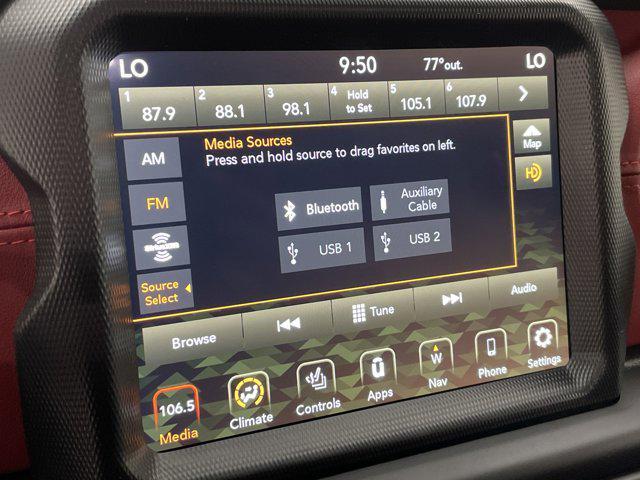 LO 9:50 77°out. LO
1 87.9 2 88.1 3 98.1 4 Hold to Set 5 105.1 6 107.9
Map
AM
Media Sources
Press and hold source to drag favorites on left.
HD
FM
Bluetooth
Auxiliary Cable
SiriusXM
USB 1
USB 2
Source Select
Browse
Tune
Audio
106.5
Media
Climate
Controls
Apps
W
Nav
Phone
Settings